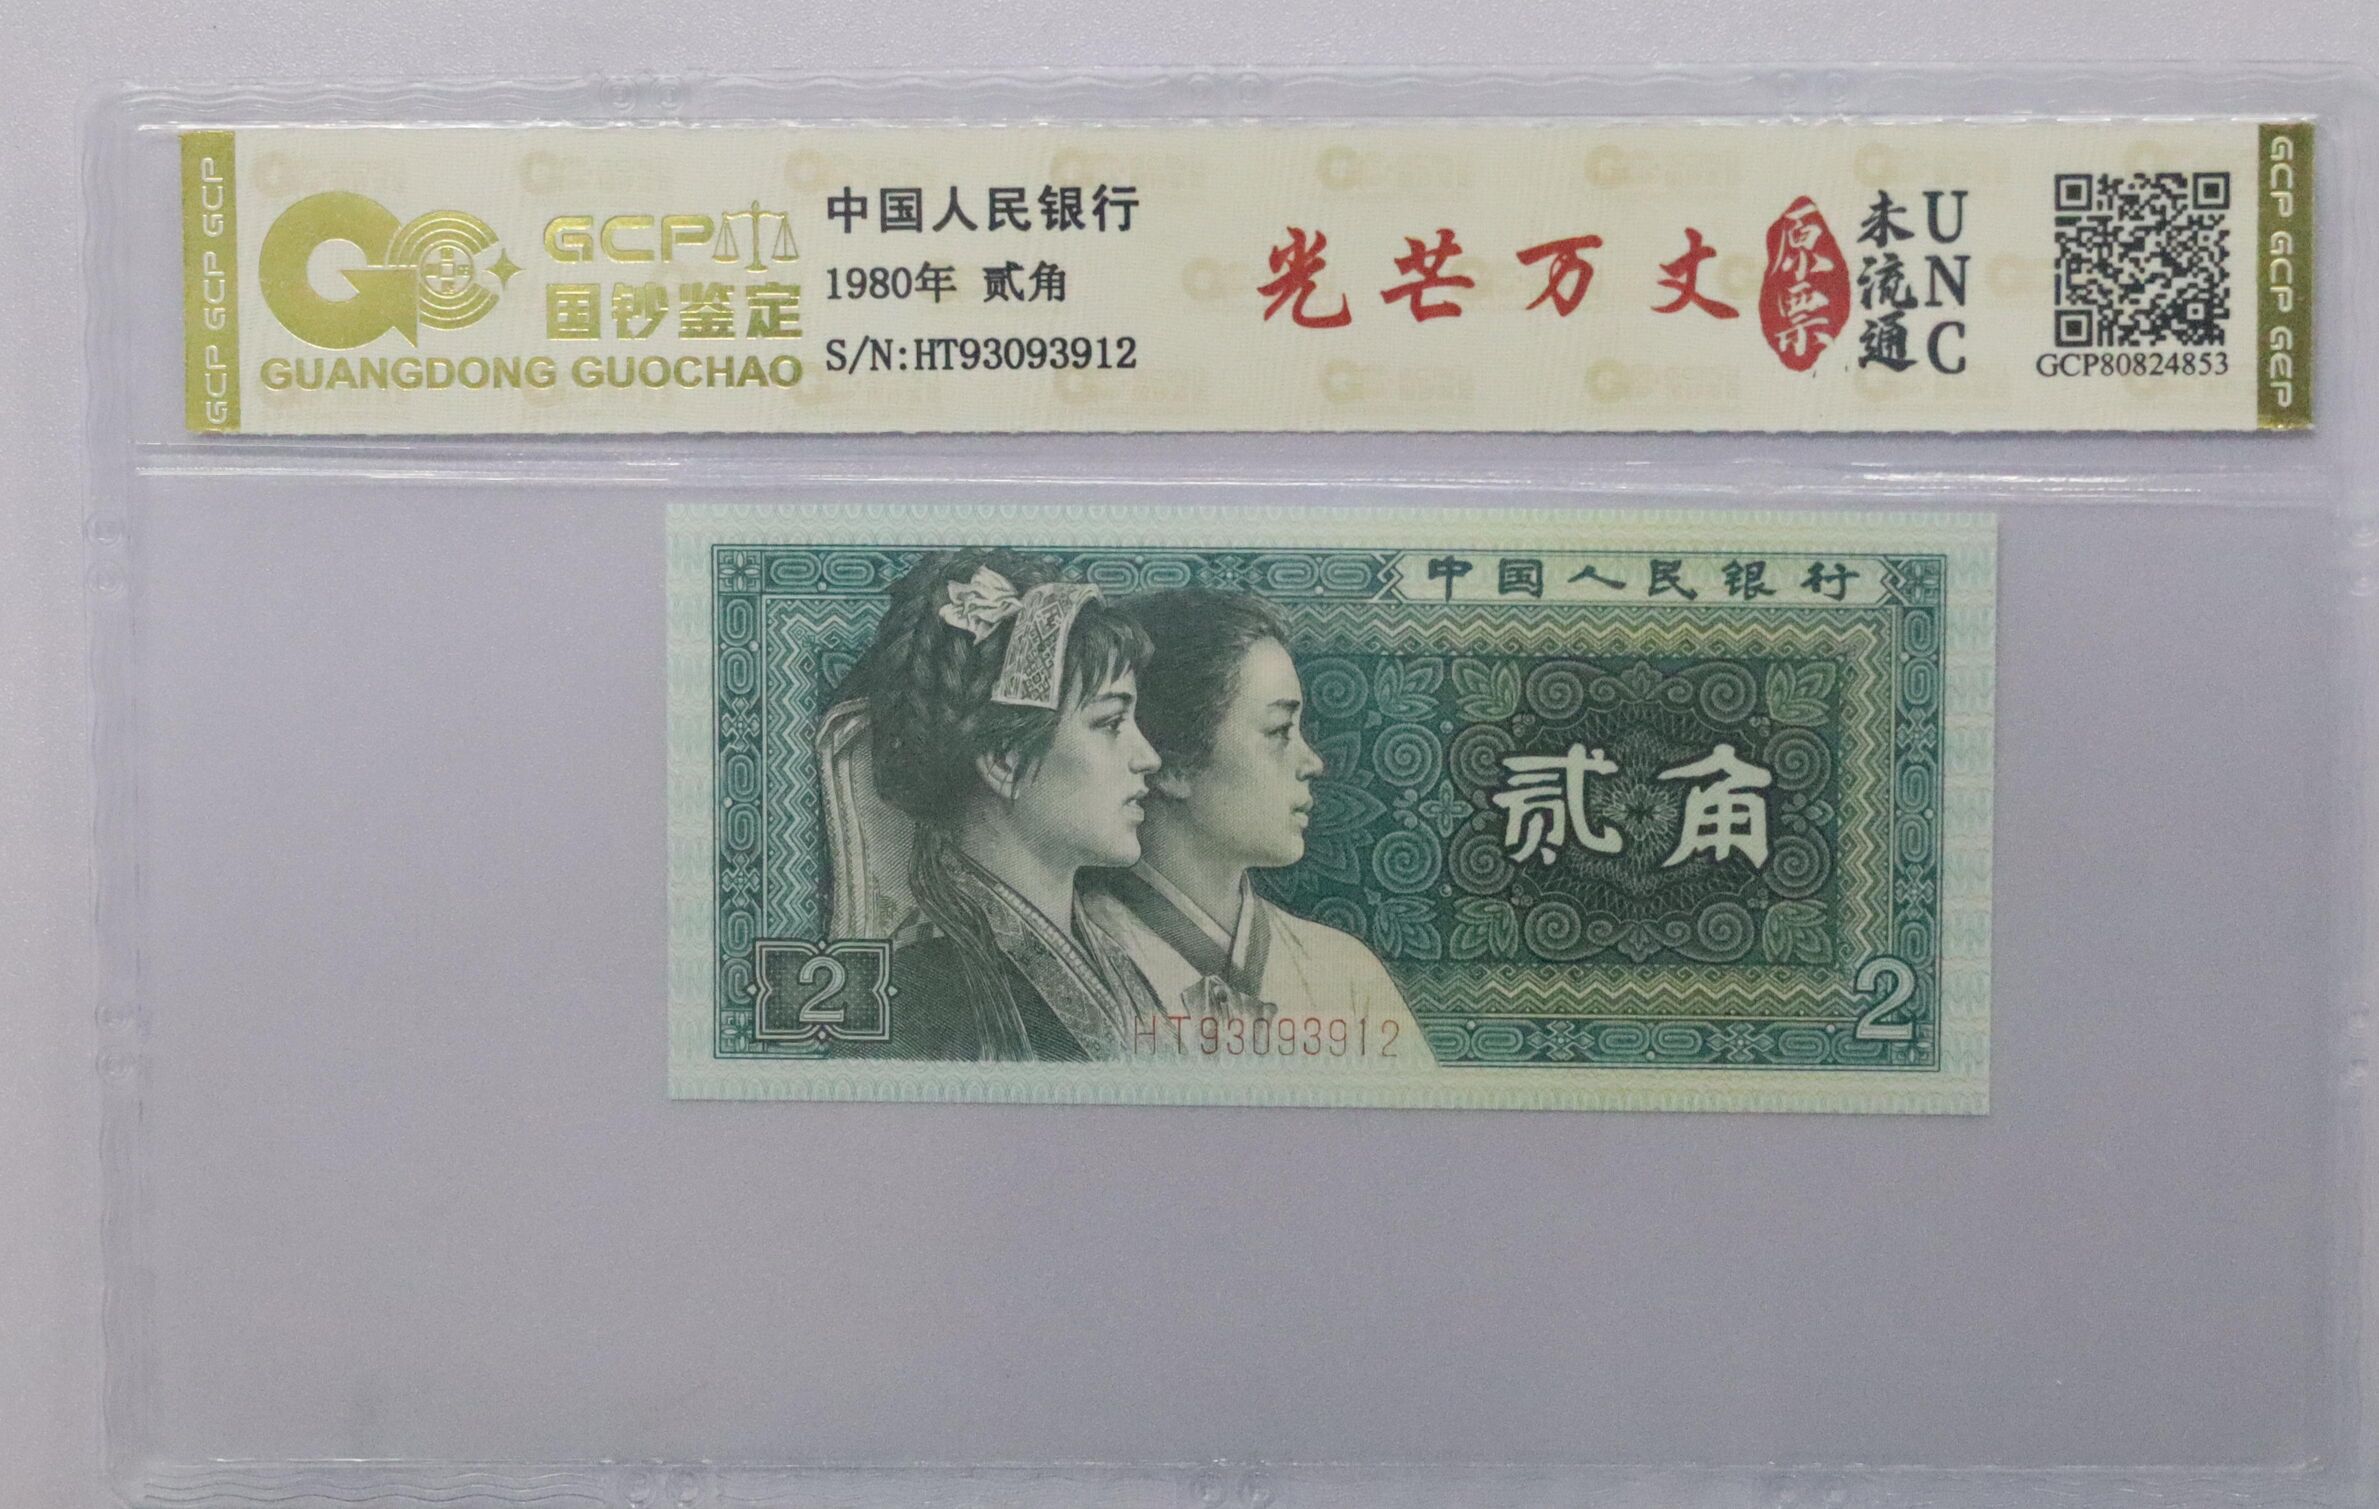 GCP GCP GCP
GCP
国钞鉴定
GUANGDONG GUOCHAO
中国人民银行
1980年 贰角
S/N:HT93093912
光芒万丈
原票
未流通
UNC
GCP80824853
GCP GCP GCP
中国人民银行
贰角
2
2
HT93093912